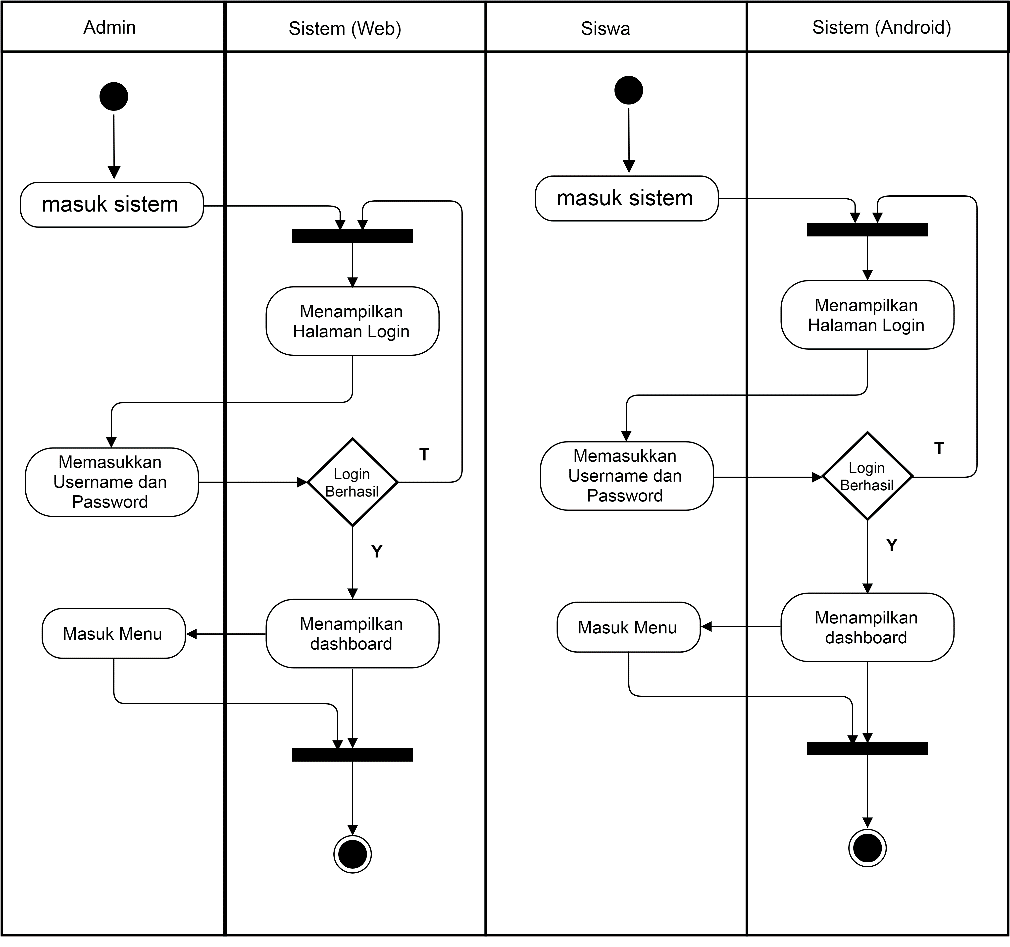 Admin
Sistem (Web)
Siswa
Sistem (Android)
masuk sistem
Menampilkan
Halaman Login
Memasukkan
Username dan
Password
Login
Berhasil
T
Y
Menampilkan
dashboard
Masuk Menu
masuk sistem
Menampilkan
Halaman Login
Memasukkan
Username dan
Password
Login
Berhasil
T
Y
Menampilkan
dashboard
Masuk Menu